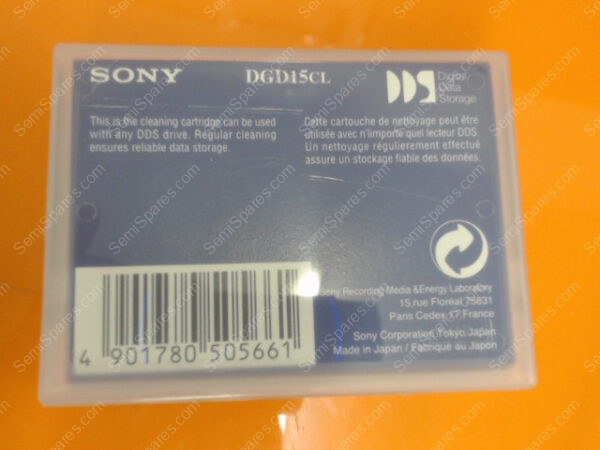 SONY
DGD15CL
DDS
Digital
Data
Storage
This is the cleaning cartridge can be used
with any DDS drive. Regular cleaning
ensures reliable data storage.
Cette cartouche de nettoyage peut être
utilisée avec n'importe quel lecteur DDS.
Un nettoyage régulierement effectué
assure un stockage fiable des données.
Sony Recording Media & Energy Laboratory
15,rue Floréal 75831
Paris Cedex 17,France
Sony Corporation Tokyo Japan
Made in Japan / Fabriqué au Japon
4 901780 505661
SemiSpares.com